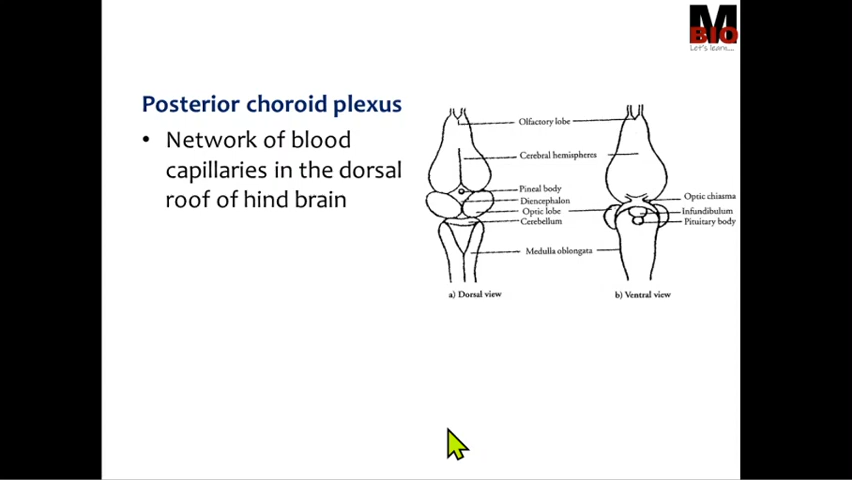 M
BIQ
Let's learn....
Posterior choroid plexus
• Network of blood
capillaries in the dorsal
roof of hind brain
Olfactory lobe
Cerebral hemispheres
Pineal body
Diencephalon
Optic lobe
Cerebellum
Medulla oblongata
Optic chiasma
Infundibulum
Pituitary body
a) Dorsal view
b) Ventral view